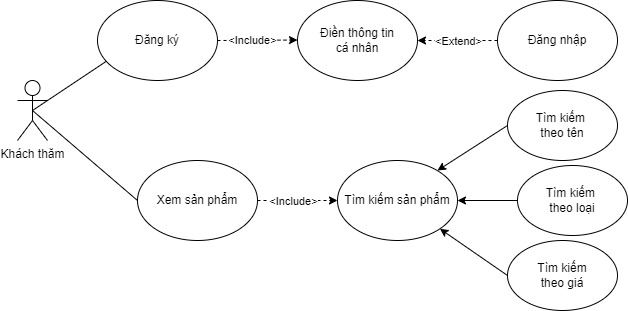 Đăng ký
<Include>
Điền thông tin
cá nhân
<Extend>
Đăng nhập
Khách thăm
Xem sản phẩm
<Include>
Tìm kiếm sản phẩm
Tìm kiếm
theo tên
Tìm kiếm
theo loại
Tìm kiếm
theo giá